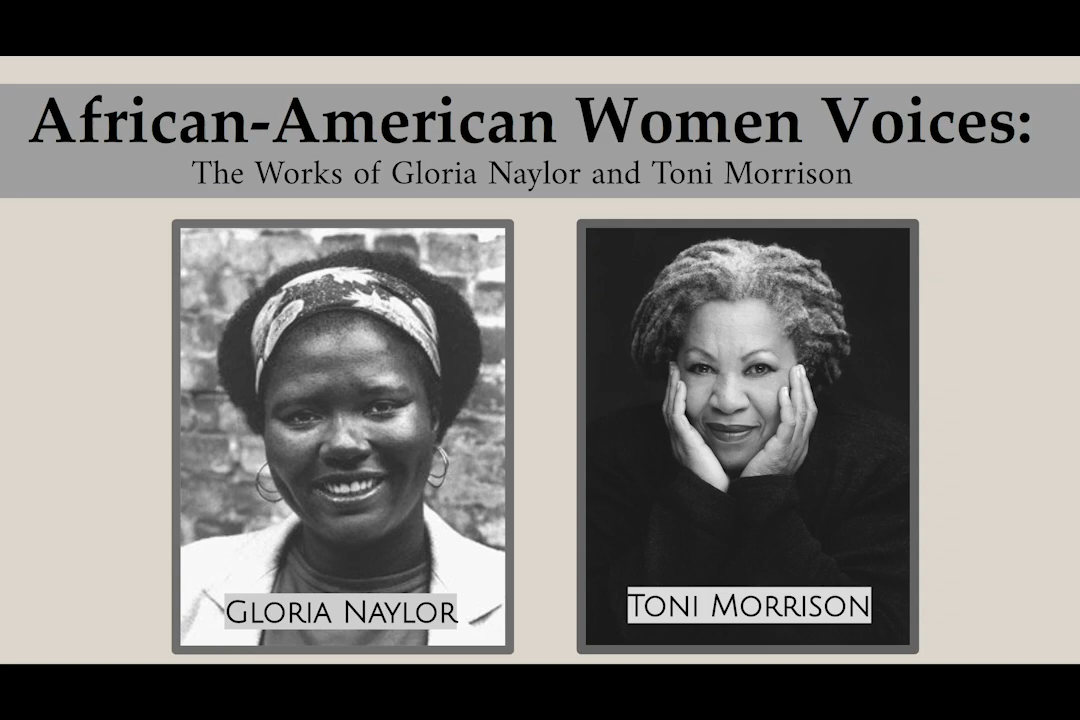 African-American Women Voices:
The Works of Gloria Naylor and Toni Morrison
GLORIA NAYLOR
TONI MORRISON